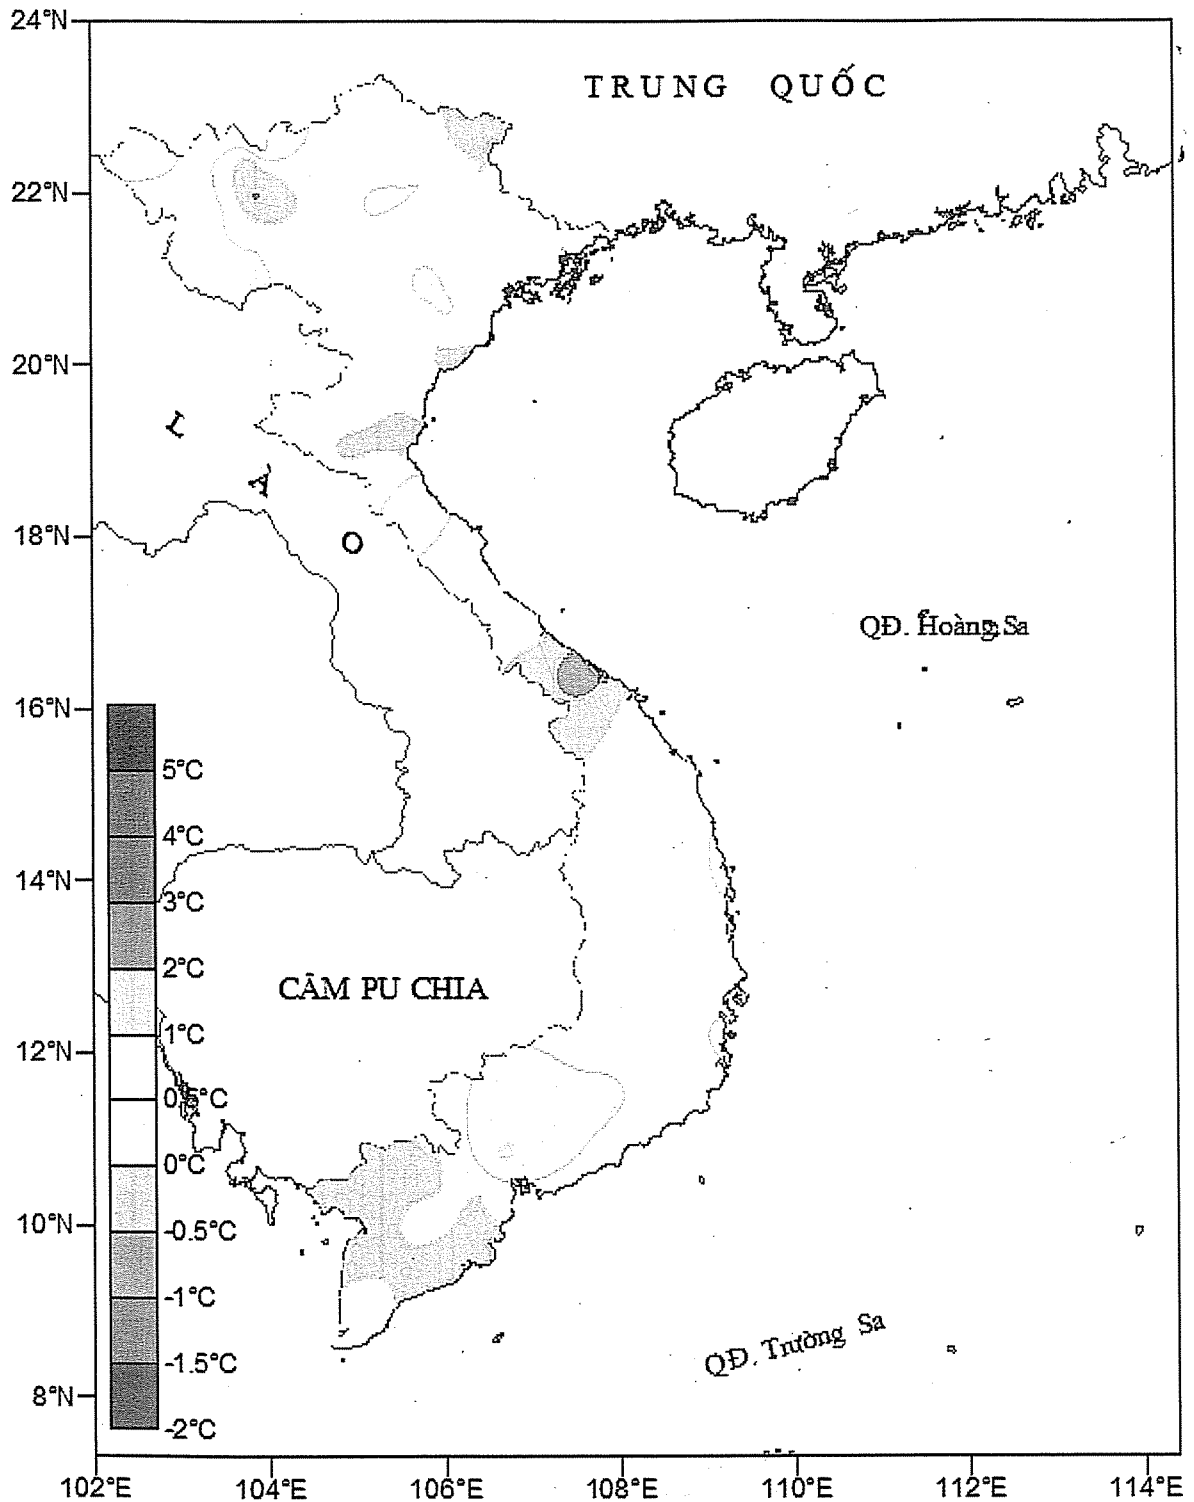 24°N
TRUNG QUỐC
22°N
20°N
L
A
O
18°N
QĐ. Hoàng Sa
16°N
5°C
4°C
14°N
3°C
2°C
CĂM PU CHIA
1°C
12°N
0,5°C
0°C
10°N
-0.5°C
-1°C
QĐ. Trường Sa
-1.5°C
8°N
-2°C
102°E 104°E 106°E 108°E 110°E 112°E 114°E